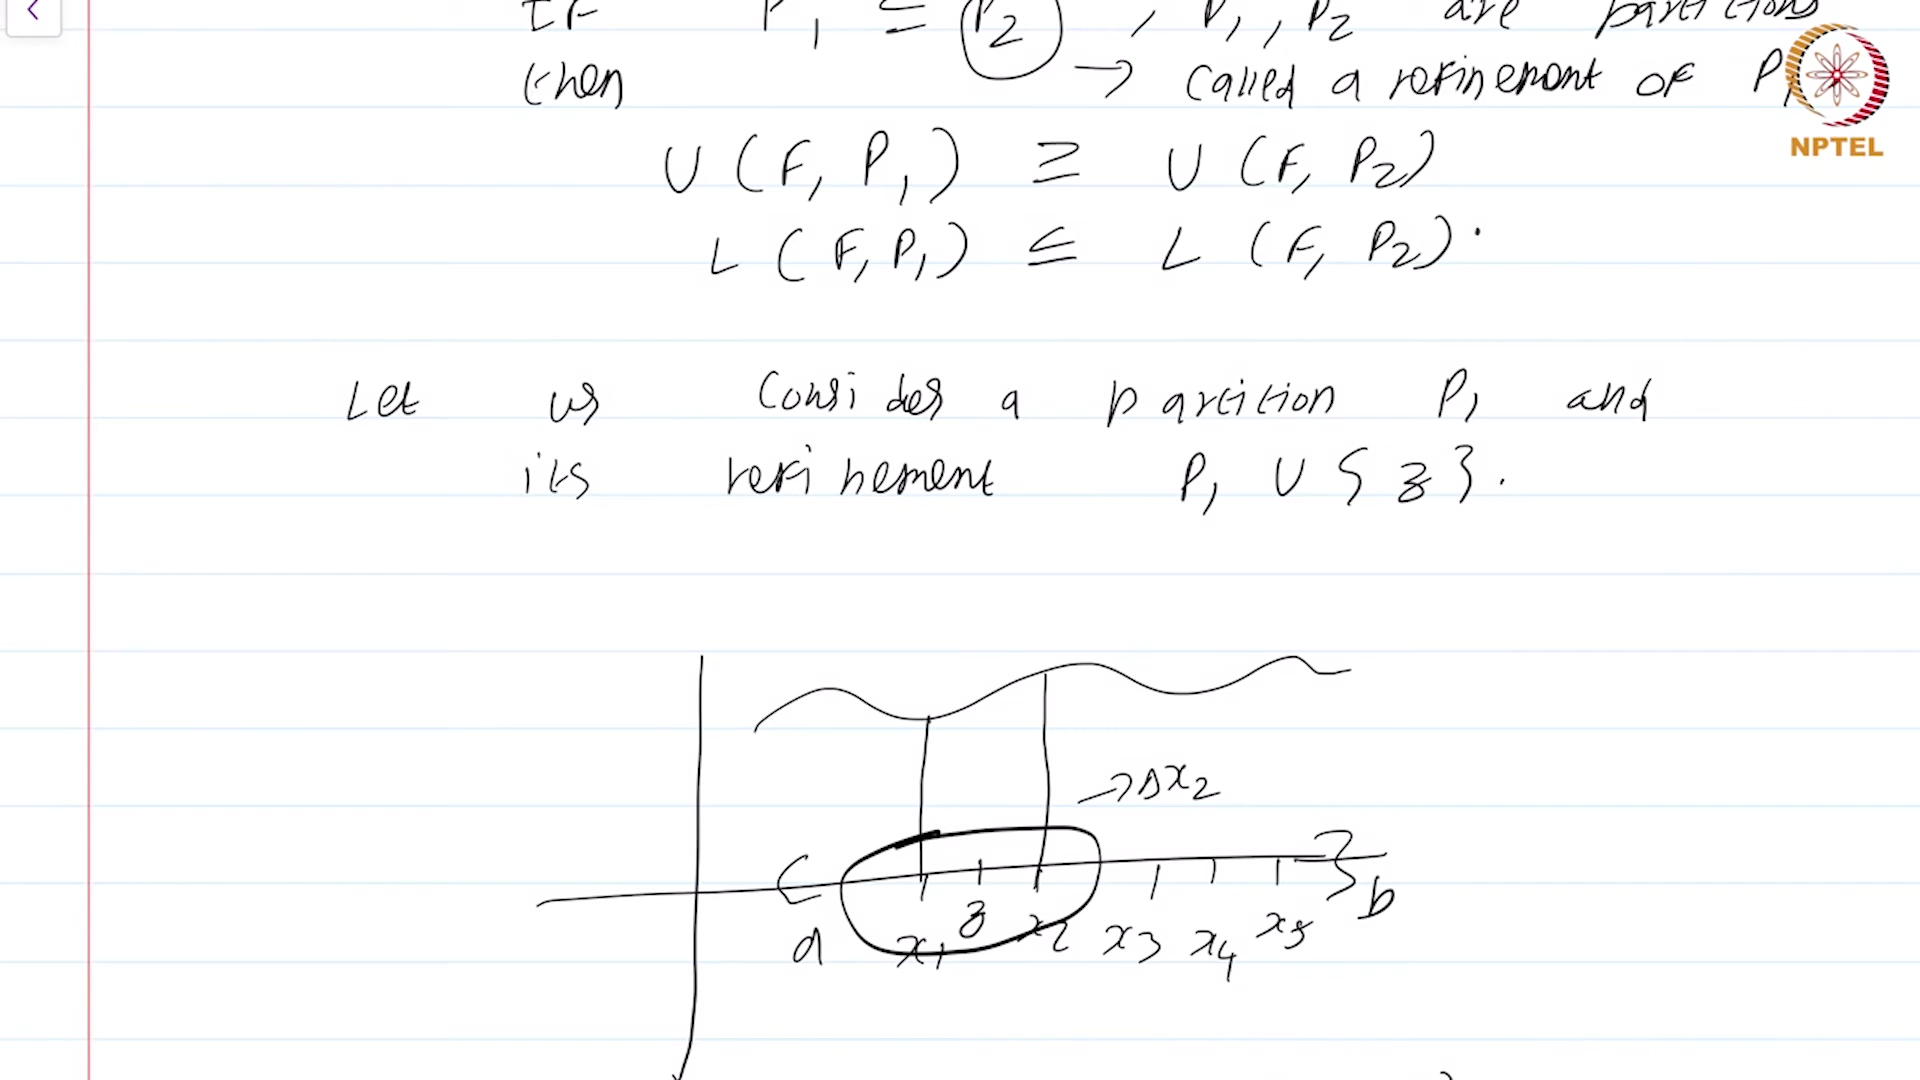 If P₁ ⊆ P₂, P₁, P₂ are partitions
then → called a refinement of P₁
NPTEL
U(F, P₁) ≥ U(F, P₂)
L(F, P₁) ≤ L(F, P₂).
Let us consider a partition P₁ and
its refinement P₁ ∪ {z}.
→ Δx₂
[ ]
a x₁ z x₂ x₃ x₄ x₅ b